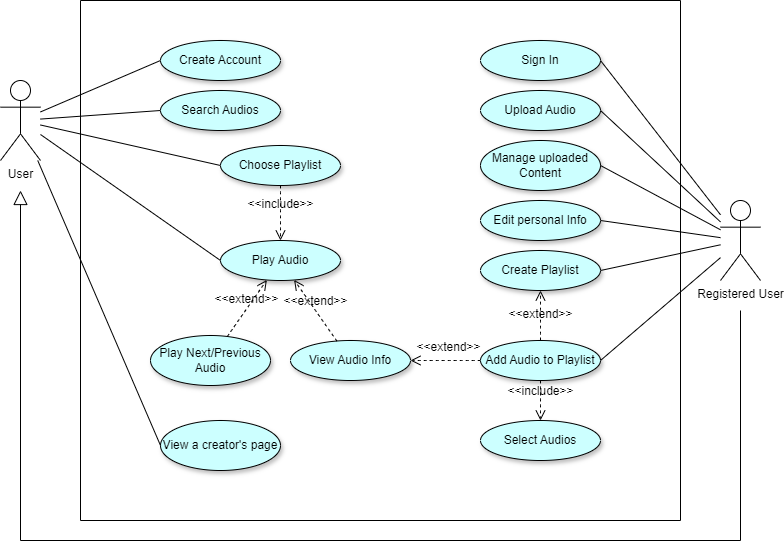 Create Account
Search Audios
Choose Playlist
<<include>>
Play Audio
<<extend>>
<<extend>>
Play Next/Previous
Audio
View Audio Info
View a creator's page
User
Sign In
Upload Audio
Manage uploaded
Content
Edit personal Info
Create Playlist
<<extend>>
<<extend>>
Add Audio to Playlist
<<include>>
Select Audios
Registered User